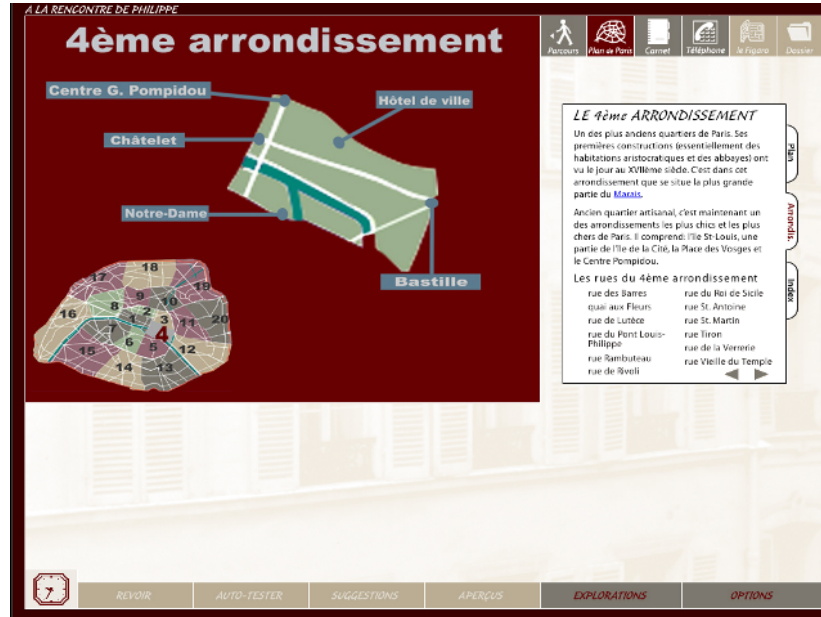 A LA RENCONTRE DE PHILIPPE
4ème arrondissement
Centre G. Pompidou
Hôtel de ville
Châtelet
Notre-Dame
Bastille
18
17
19
9
10
8
2
16
1
3
20
7
4
11
6
5
15
12
14
13
Parcours
Plan de Paris
Carnet
Téléphone
le Figaro
Dossier
LE 4ème ARRONDISSEMENT
Un des plus anciens quartiers de Paris. Ses
premières constructions (essentiellement des
habitations aristocratiques et des abbayes) ont
vu le jour au XVIIème siècle. C'est dans cet
arrondissement que se situe la plus grande
partie du Marais.
Ancien quartier artisanal, c'est maintenant un
des arrondissements les plus chics et les plus
chers de Paris. Il comprend: l'Ile St-Louis, une
partie de l'Ile de la Cité, la Place des Vosges et
le Centre Pompidou.
Les rues du 4ème arrondissement
rue des Barres
quai aux Fleurs
rue de Lutèce
rue du Pont Louis-
Philippe
rue Rambuteau
rue de Rivoli
rue du Roi de Sicile
rue St. Antoine
rue St. Martin
rue Tiron
rue de la Verrerie
rue Vieille du Temple
Plan
Arrondis.
Index
REVOIR
AUTO-TESTER
SUGGESTIONS
APERÇUS
EXPLORATIONS
OPTIONS